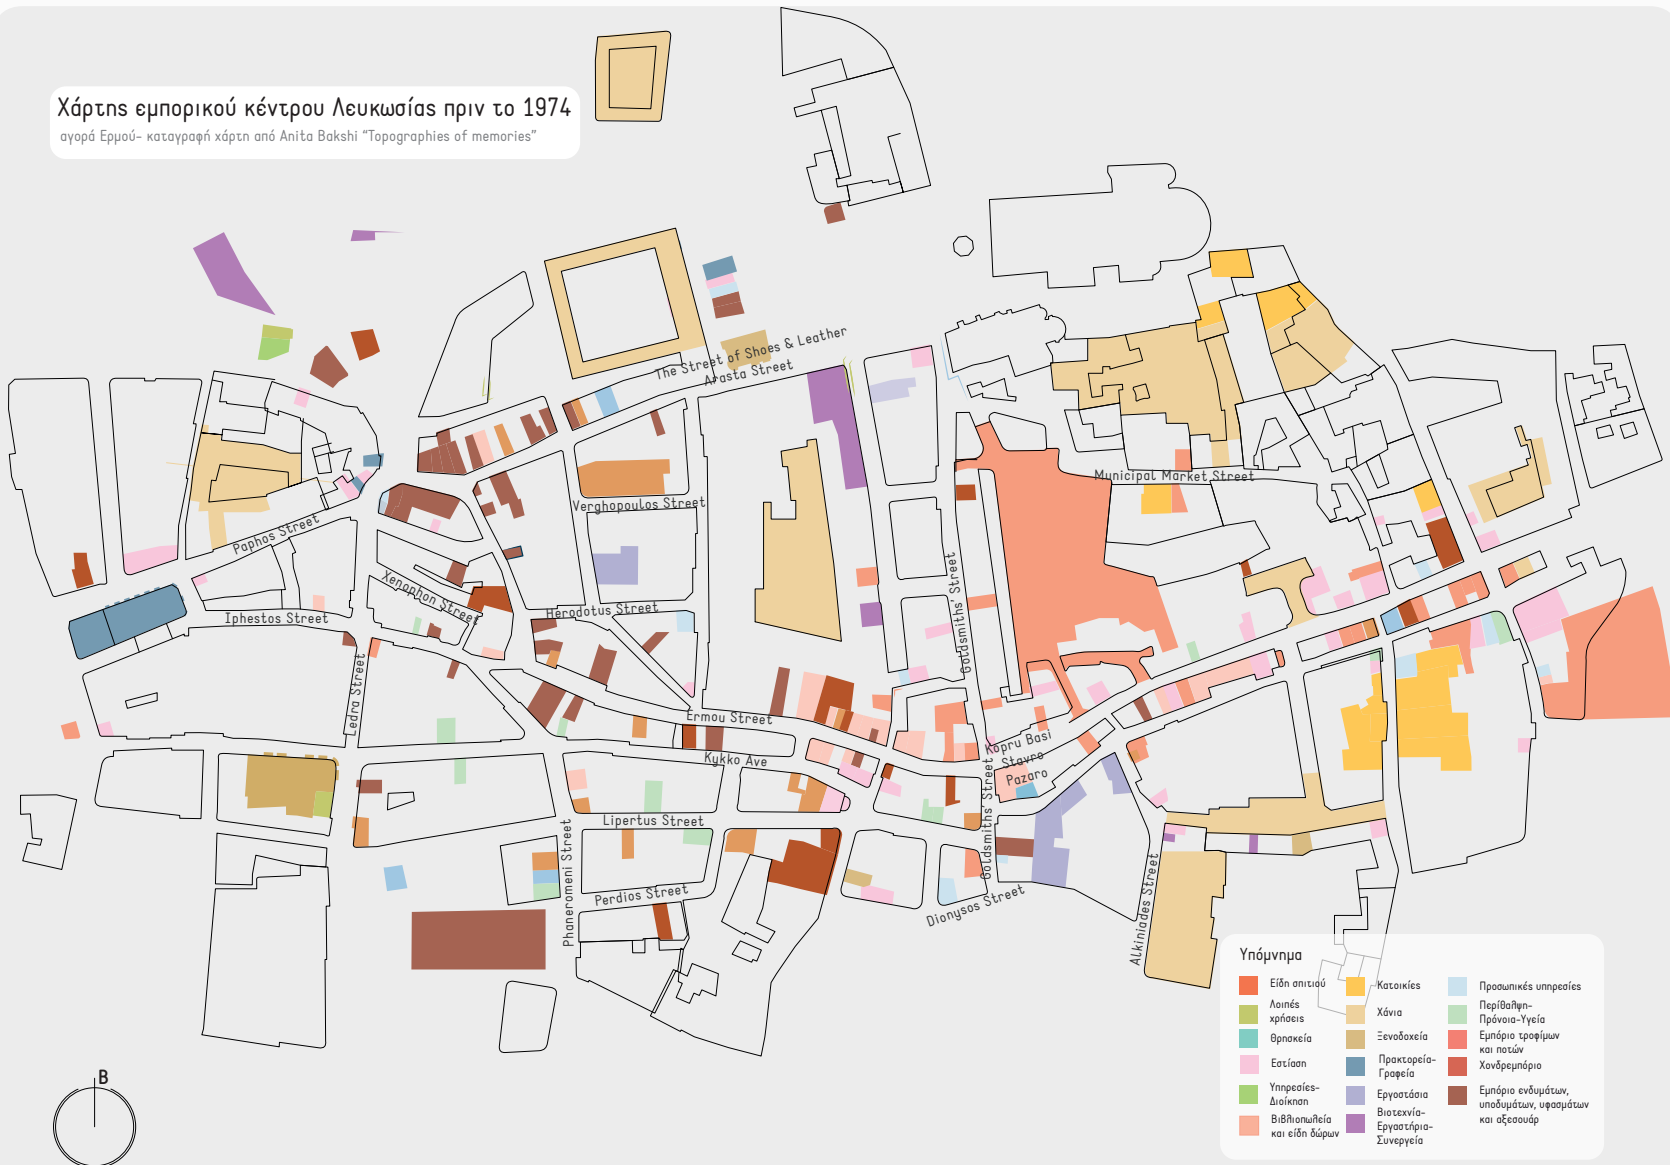 Χάρτης εμπορικού κέντρου Λευκωσίας πριν το 1974
αγορά Ερμού- καταγραφή χάρτη από Anita Bakshi "Topographies of memories"
The Street of Shoes & Leather
Arasta Street
Municipal Market Street
Verghopoulos Street
Paphos Street
Xenophon Street
Herodotus Street
Iphestos Street
Goldsmiths' Street
Ledra Street
Ermou Street
Kykko Ave
Kopru Basi
Stavro
Pazaro
Goldsmiths' Street
Lipertus Street
Phaneromeni Street
Perdios Street
Dionysos Street
Alkiniades Street
Υπόμνημα
Είδη σπιτιού
Λοιπές
χρήσεις
Θρησκεία
Εστίαση
Υπηρεσίες-
Διοίκηση
Βιβλιοπωλεία
και είδη δώρων
Κατοικίες
Χάνια
Ξενοδοχεία
Πρακτορεία-
Γραφεία
Εργοστάσια
Βιοτεχνία-
Εργαστήρια-
Συνεργεία
Προσωπικές υπηρεσίες
Περίθαλψη-
Πρόνοια-Υγεία
Εμπόριο τροφίμων
και ποτών
Χονδρεμπόριο
Εμπόριο ενδυμάτων,
υποδυμάτων, υφασμάτων
και αξεσουάρ
Β